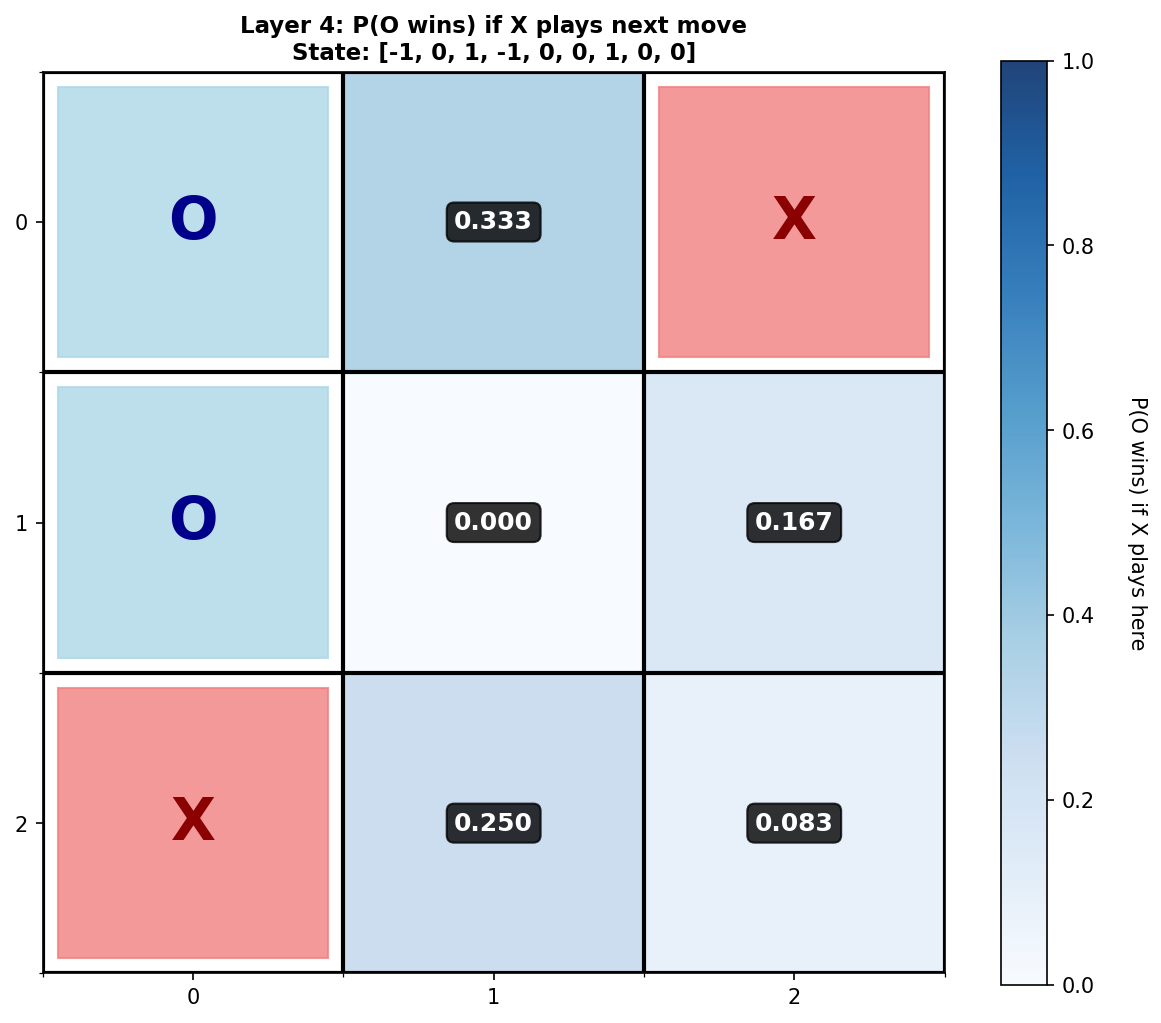 Layer 4: P(O wins) if X plays next move
State: [-1, 0, 1, -1, 0, 0, 1, 0, 0]
0
O
0.333
X
1
O
0.000
0.167
2
X
0.250
0.083
0
1
2
1.0
0.8
0.6
0.4
0.2
0.0
P(O wins) if X plays here